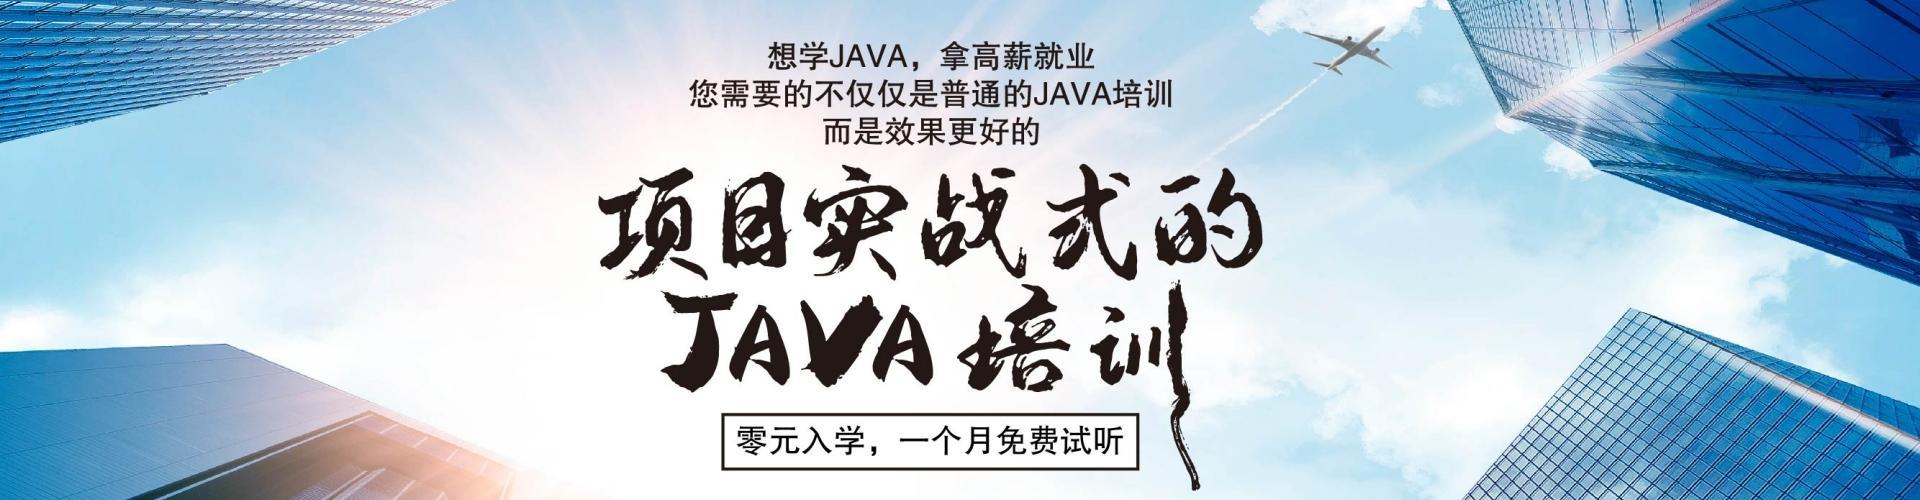 想学JAVA，拿高薪就业
您需要的不仅仅是普通的JAVA培训
而是效果更好的
项目实战式的
JAVA培训
零元入学，一个月免费试听